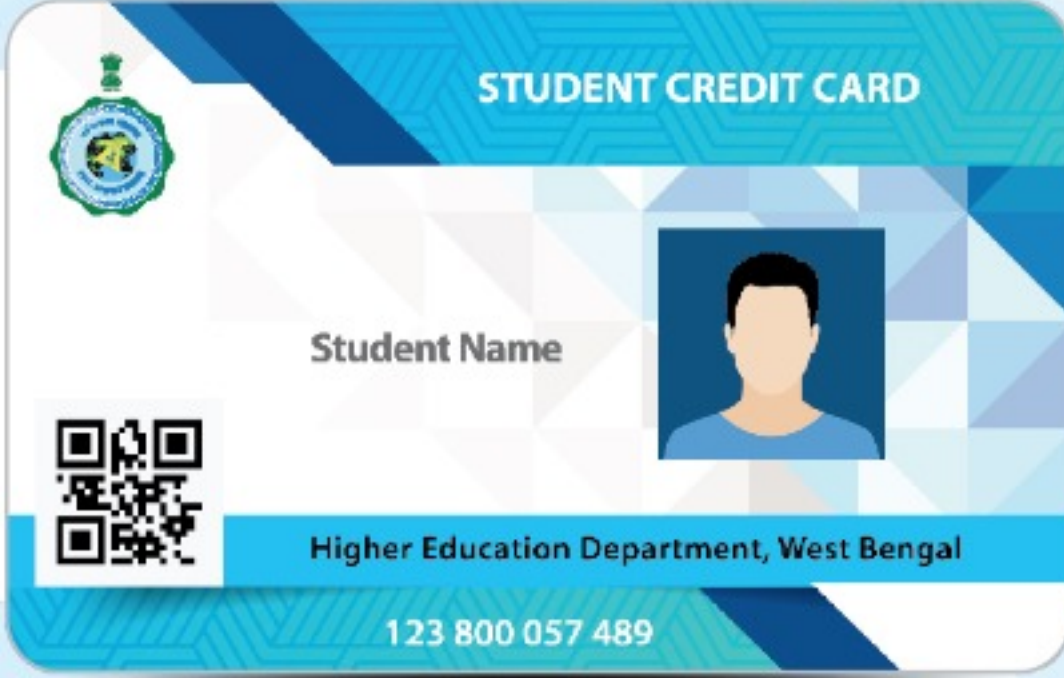 STUDENT CREDIT CARD
Student Name
Higher Education Department, West Bengal
123 800 057 489